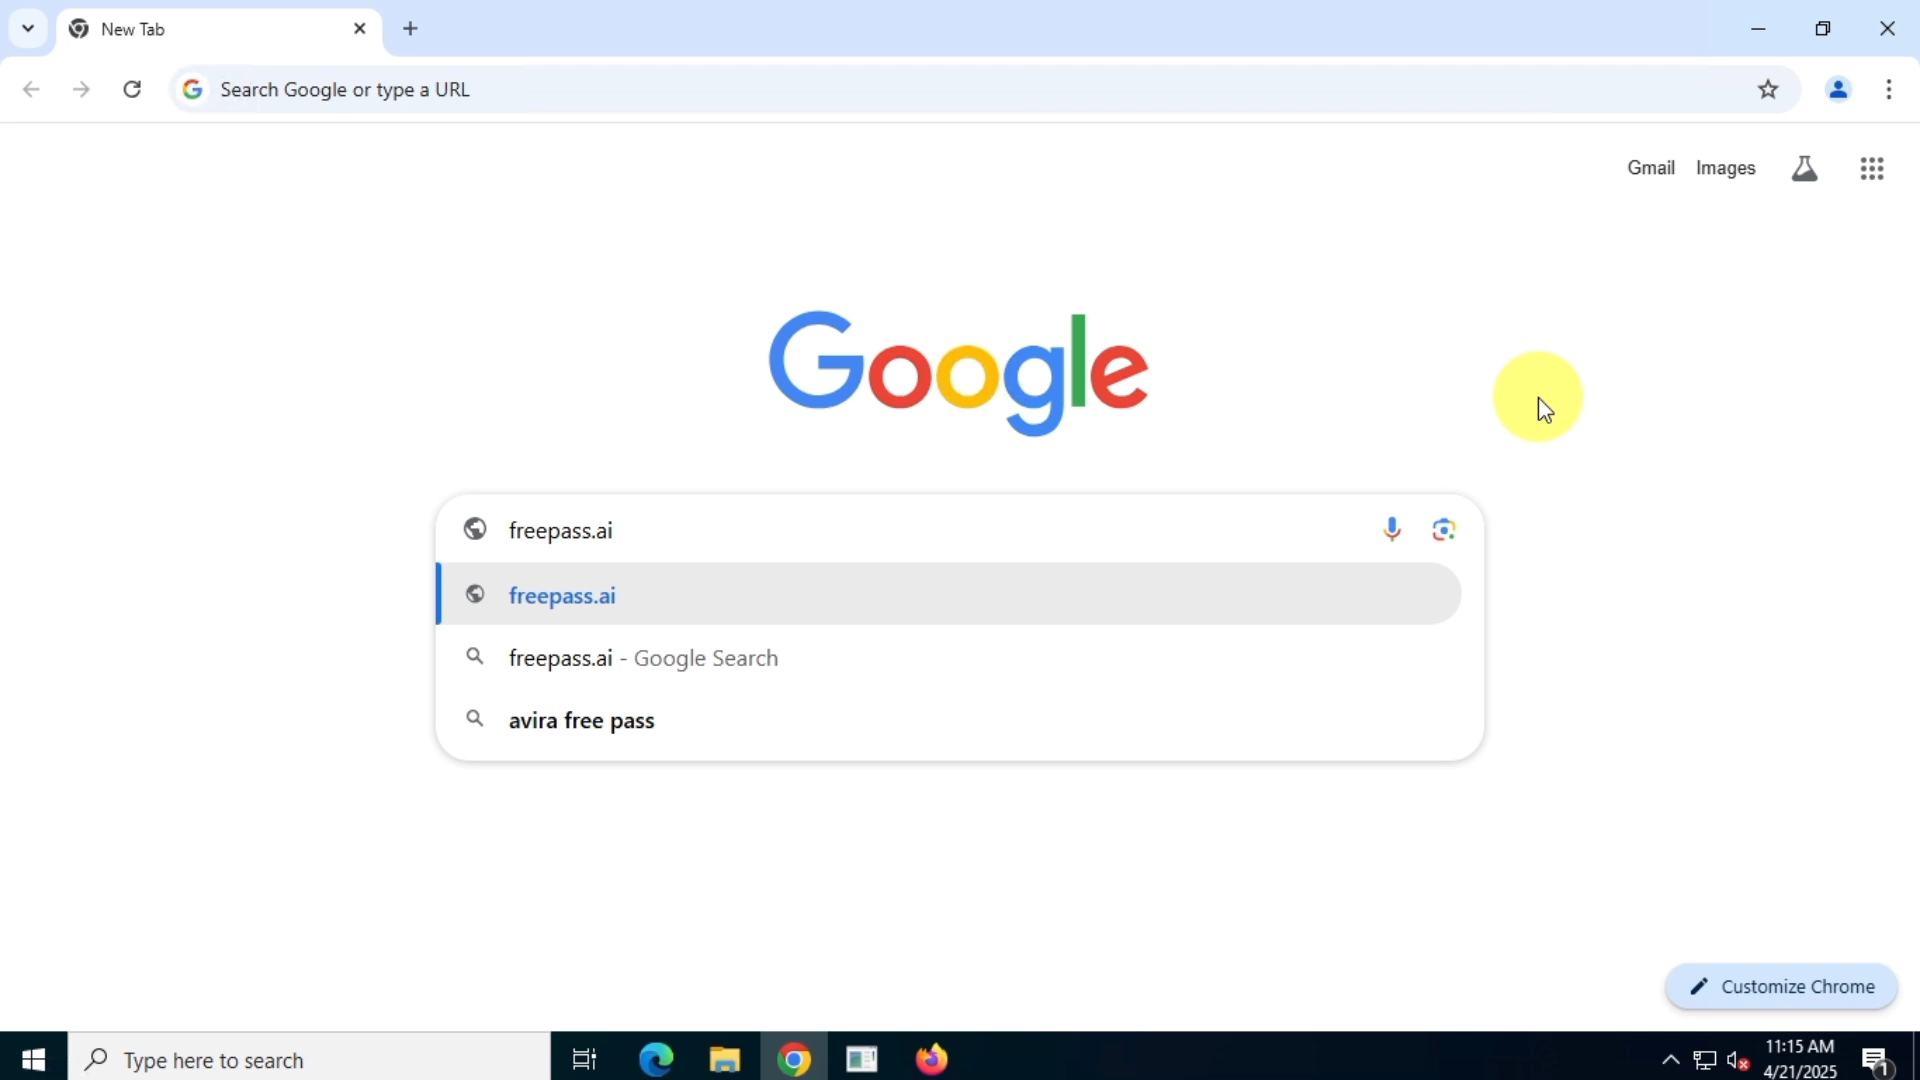 New Tab
Search Google or type a URL
Gmail Images
Google
freepass.ai
freepass.ai
freepass.ai - Google Search
avira free pass
Customize Chrome
Type here to search
11:15 AM
4/21/2025
1